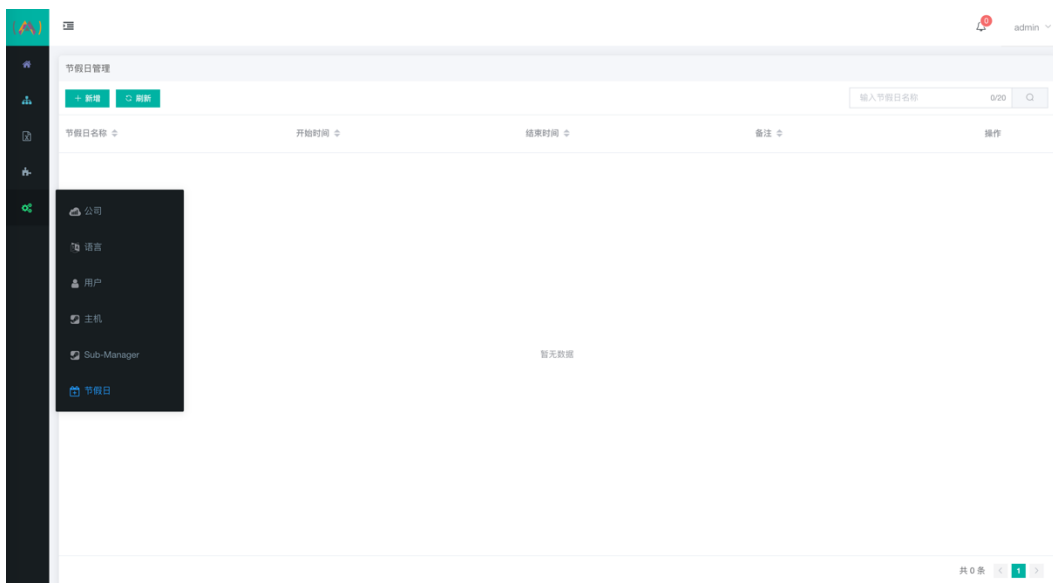 0
admin
节假日管理
+ 新增
刷新
输入节假日名称
0/20
节假日名称
开始时间
结束时间
备注
操作
公司
语言
用户
主机
Sub-Manager
暂无数据
节假日
共 0 条
1